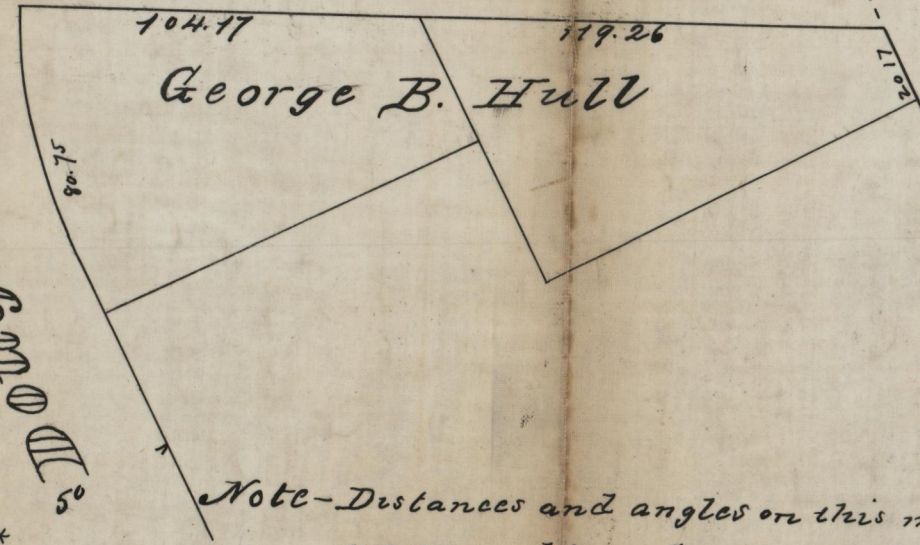 104.17
119.26
20.17
George B. Hull
80.75
50
Note - Distances and angles on this